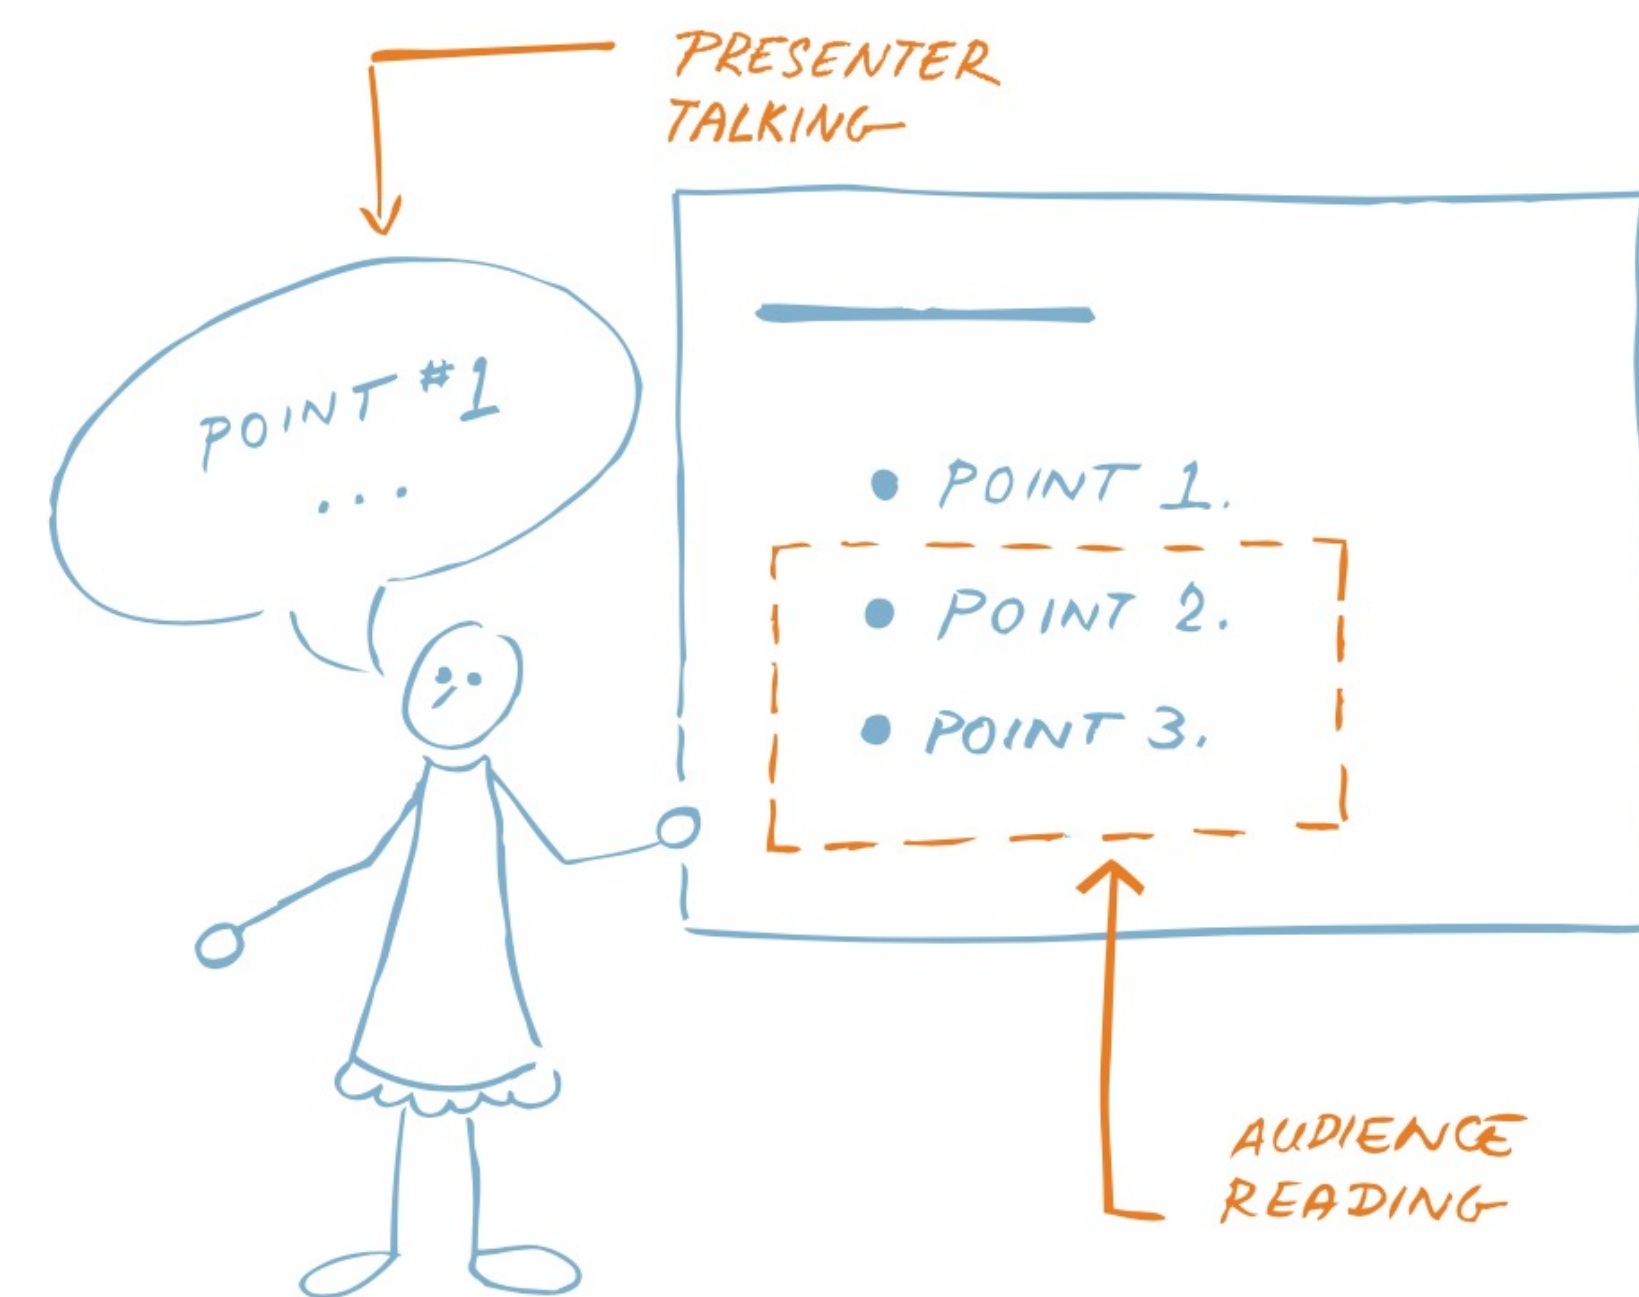 PRESENTER
TALKING
POINT #1
...
• POINT 1.
• POINT 2.
• POINT 3.
AUDIENCE
READING